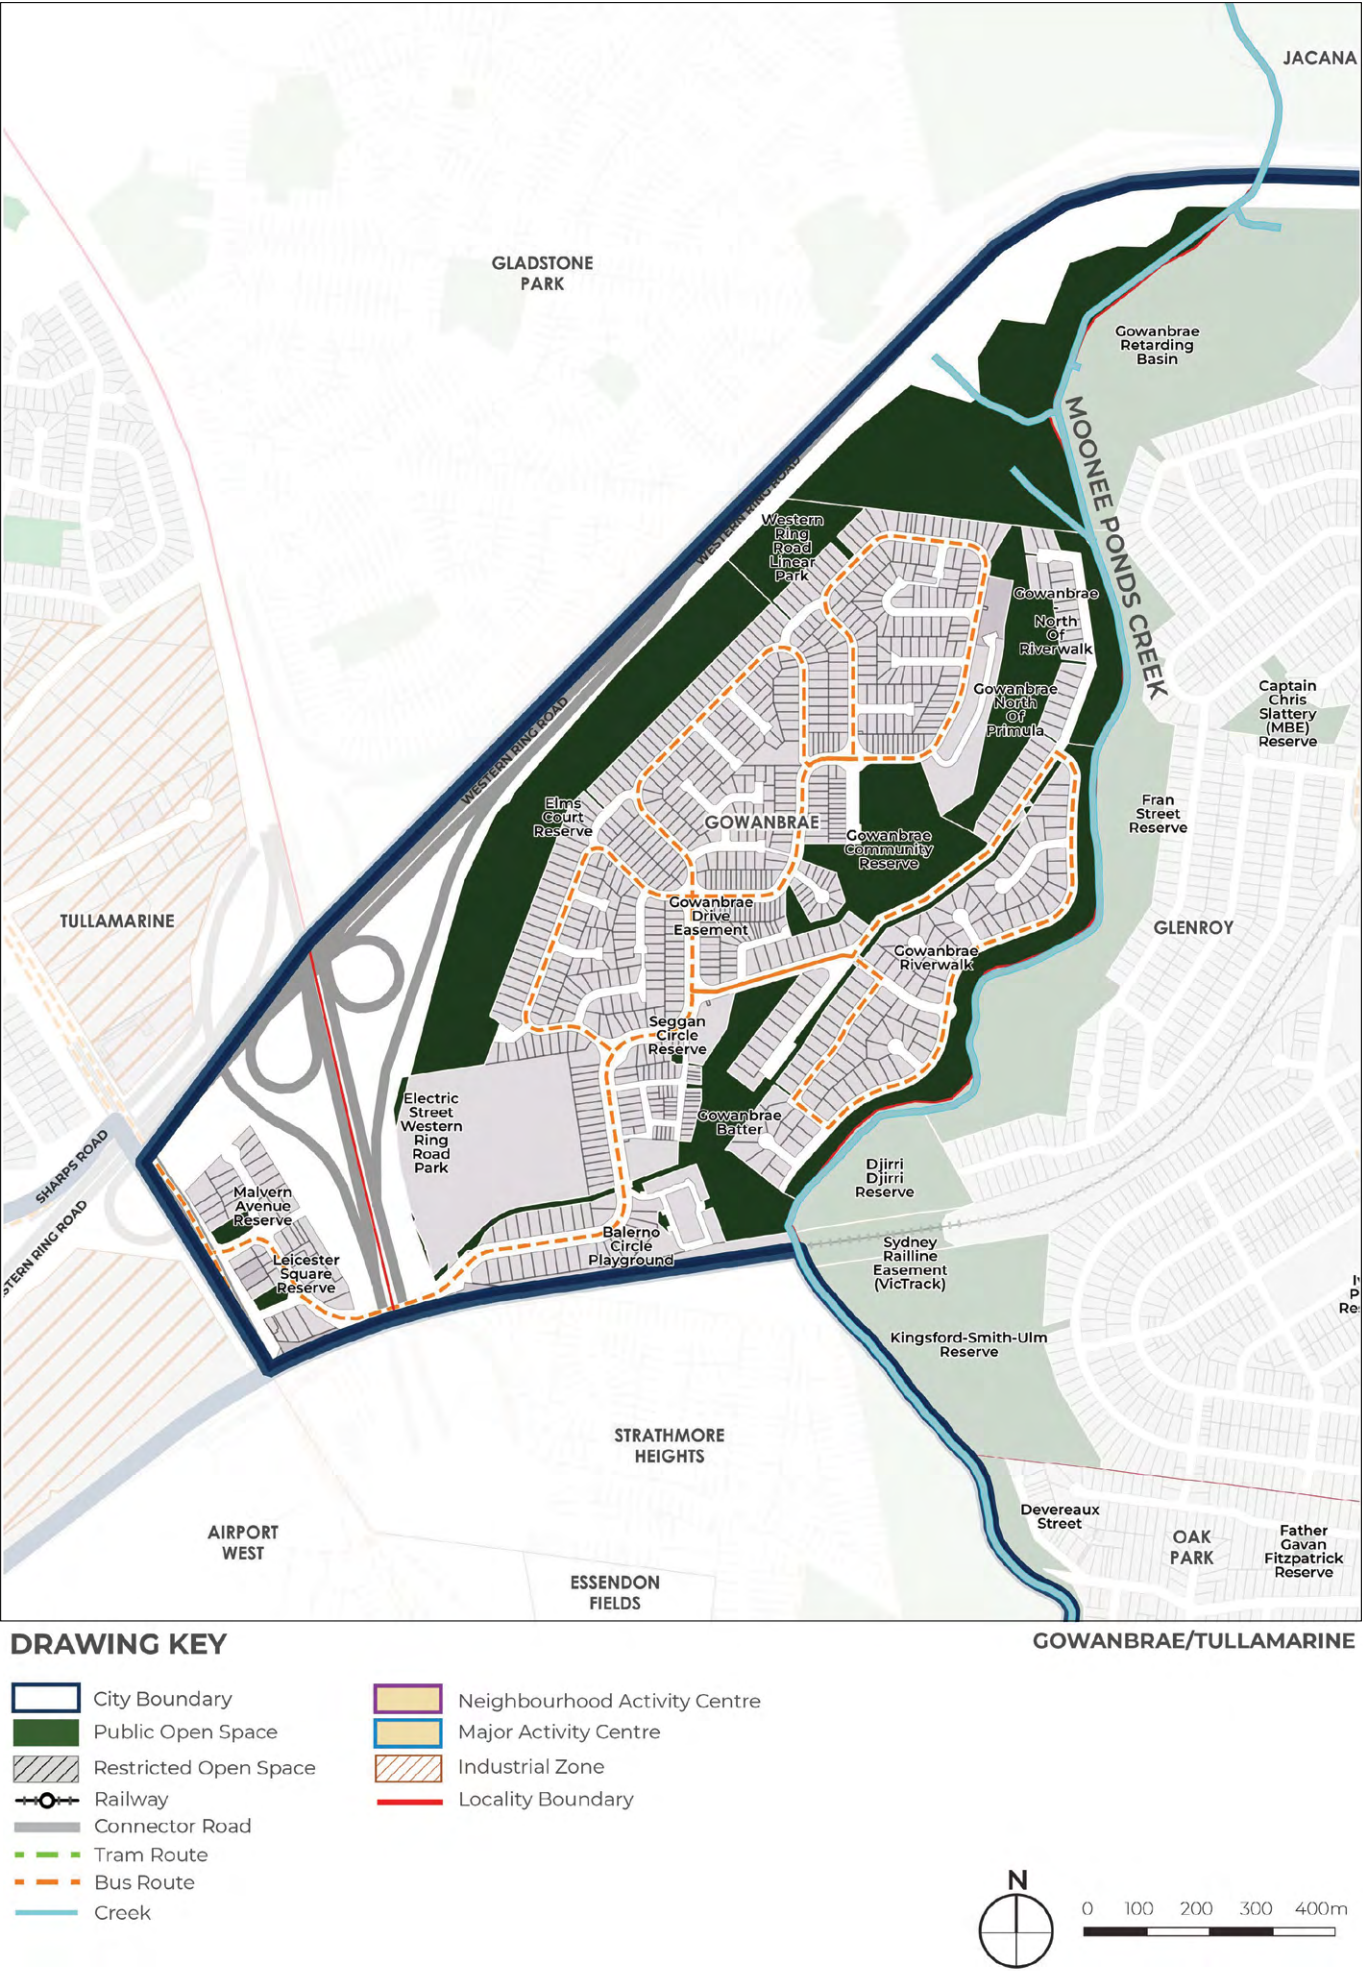 JACANA
GLADSTONE
PARK
Gowanbrae
Retarding
Basin
MOONEE PONDS CREEK
WESTERN RING ROAD
Western
Ring
Road
Linear
Park
Gowanbrae
-
North
Of
Riverwalk
Gowanbrae
North
Of
Primula
Captain
Chris
Slattery
(MBE)
Reserve
WESTERN RING ROAD
Elms
Court
Reserve
GOWANBRAE
Gowanbrae
Community
Reserve
Fran
Street
Reserve
TULLAMARINE
Gowanbrae
Drive
Easement
GLENROY
Gowanbrae
Riverwalk
Seggan
Circle
Reserve
Electric
Street
Western
Ring
Road
Park
Gowanbrae
Batter
SHARPS ROAD
Djirri
Djirri
Reserve
Malvern
Avenue
Reserve
STERN RING ROAD
Leicester
Square
Reserve
Balerno
Circle
Playground
Sydney
Railline
Easement
(VicTrack)
P
Re
Kingsford-Smith-Ulm
Reserve
STRATHMORE
HEIGHTS
Devereaux
Street
AIRPORT
WEST
OAK
PARK
Father
Gavan
Fitzpatrick
Reserve
ESSENDON
FIELDS
DRAWING KEY
GOWANBRAE/TULLAMARINE
City Boundary
Public Open Space
Restricted Open Space
Railway
Connector Road
Tram Route
Bus Route
Creek
Neighbourhood Activity Centre
Major Activity Centre
Industrial Zone
Locality Boundary
N
0 100 200 300 400m